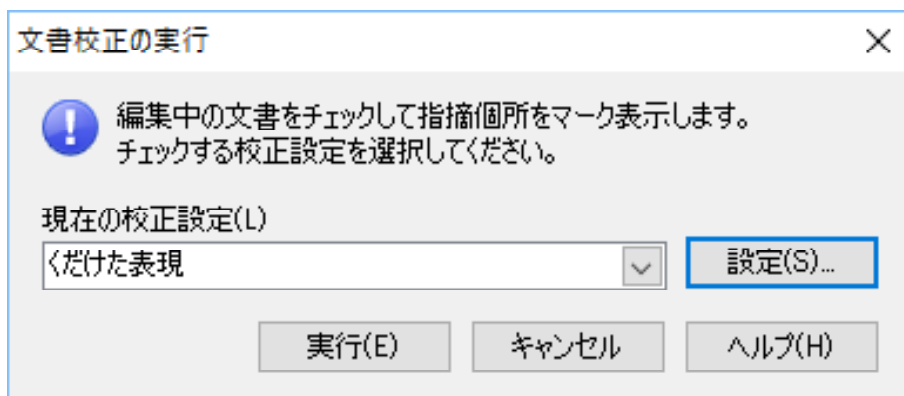 文書校正の実行
編集中の文書をチェックして指摘個所をマーク表示します。
チェックする校正設定を選択してください。
現在の校正設定(L)
くだけた表現
設定(S)...
実行(E)
キャンセル
ヘルプ(H)